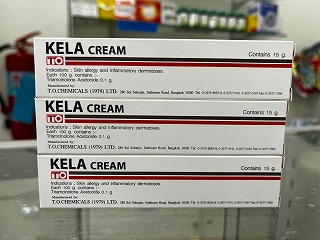 KELA CREAM
Contains 15 g.
TO
Indications : Skin allergy and inflammatory dermatoses.
Each 100 g. contains :-
Triamcinolone Acetonide 0.1 g.
Manufactured by
T.O.CHEMICALS (1979) LTD.
KELA CREAM
Contains 15 g.
TO
Indications : Skin allergy and inflammatory dermatoses.
Each 100 g. contains :-
Triamcinolone Acetonide 0.1 g.
Manufactured by
T.O.CHEMICALS (1979) LTD.
KELA CREAM
Contains 15 g.
TO
Indications : Skin allergy and inflammatory dermatoses.
Each 100 g. contains :-
Triamcinolone Acetonide 0.1 g.
Manufactured by
T.O.CHEMICALS (1979) LTD.